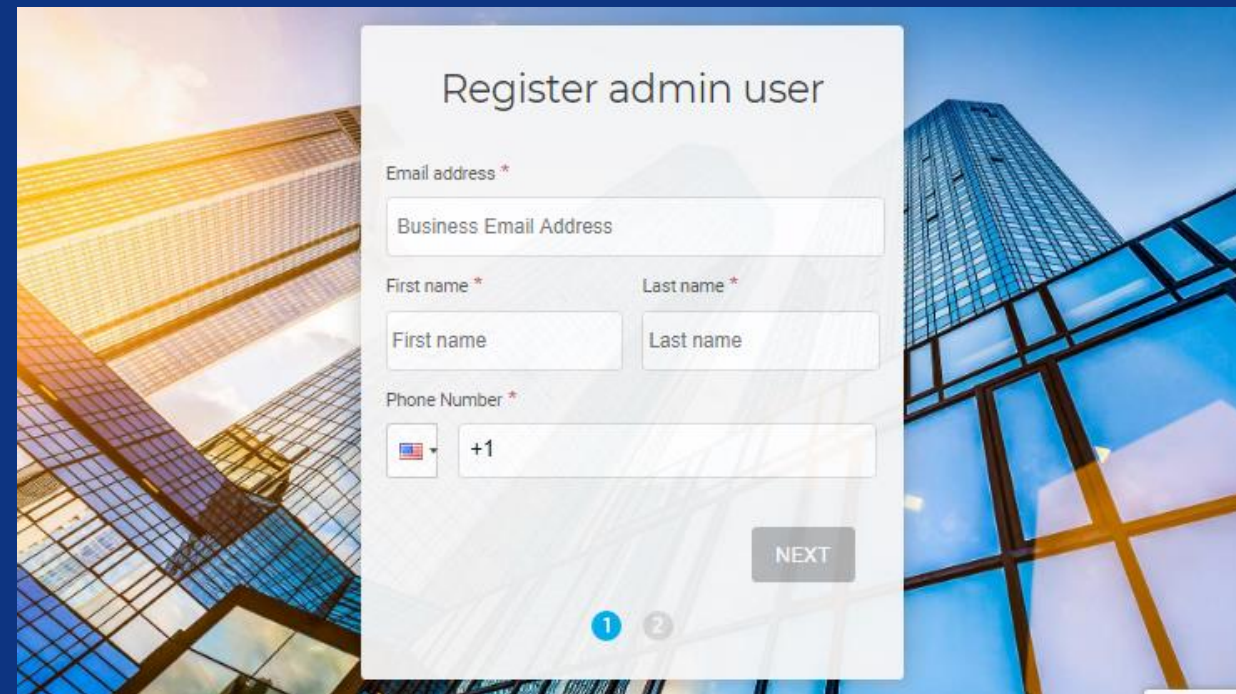 Register admin user
Email address *
Business Email Address
First name * Last name *
First name Last name
Phone Number *
+1
NEXT
1 2